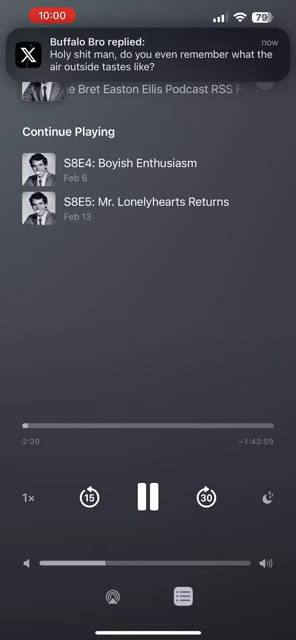 10:00
79
Buffalo Bro replied:
now
Holy shit man, do you even remember what the
air outside tastes like?
e Bret Easton Ellis Podcast RSS F
Continue Playing
S8E4: Boyish Enthusiasm
Feb 6
S8E5: Mr. Lonelyhearts Returns
Feb 13
2:20
-1:42:59
1×
15
30